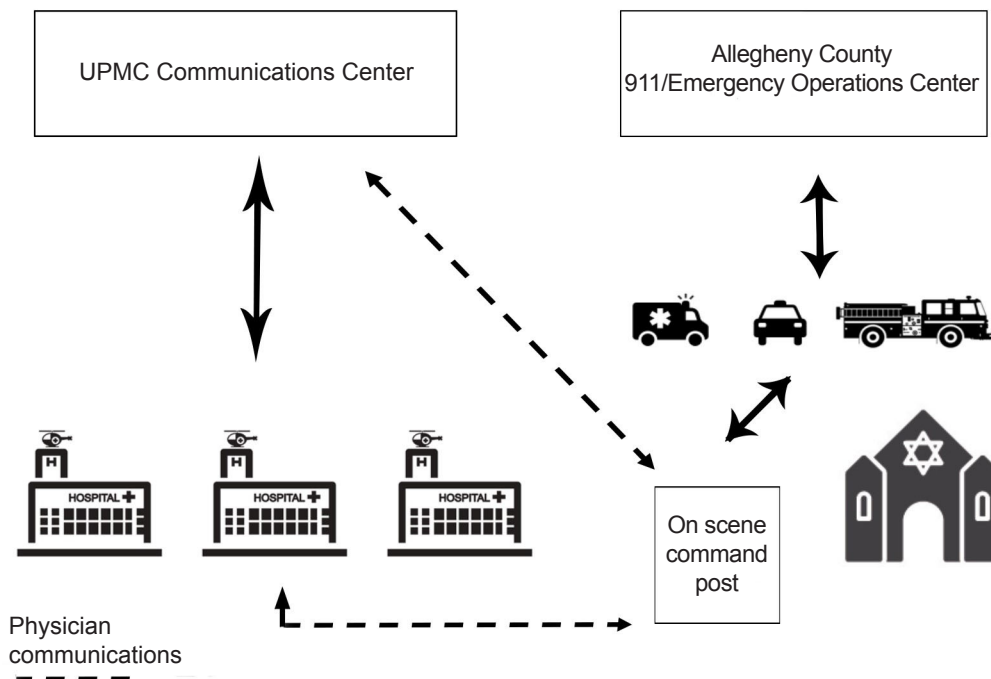 UPMC Communications Center
Allegheny County
911/Emergency Operations Center
H
H
H
HOSPITAL
HOSPITAL
HOSPITAL
On scene
command
post
Physician
communications